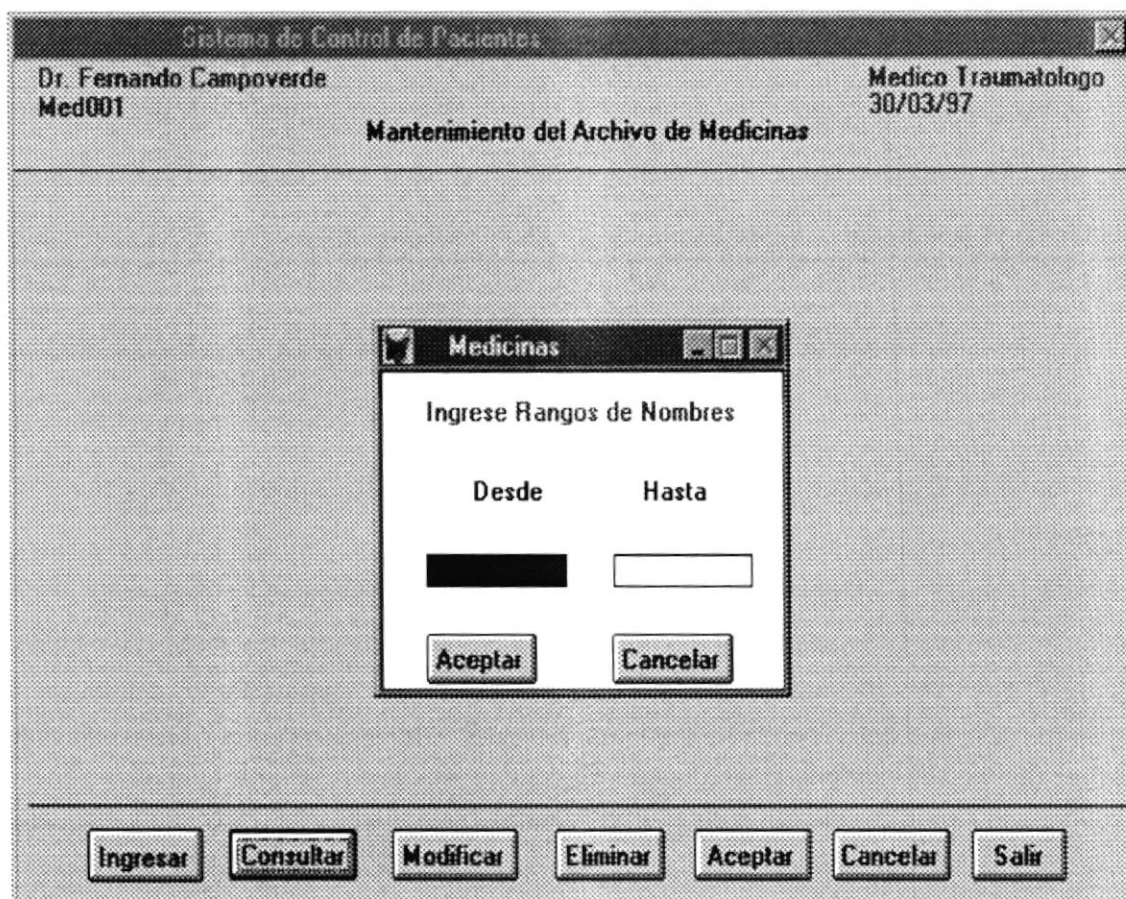 Sistema de Control de Pacientes
Dr. Fernando Campoverde
Medico Traumatologo
Med001
30/03/97
Mantenimiento del Archivo de Medicinas
Medicinas
Ingrese Rangos de Nombres
Desde Hasta
Aceptar Cancelar
Ingresar Consultar Modificar Eliminar Aceptar Cancelar Salir